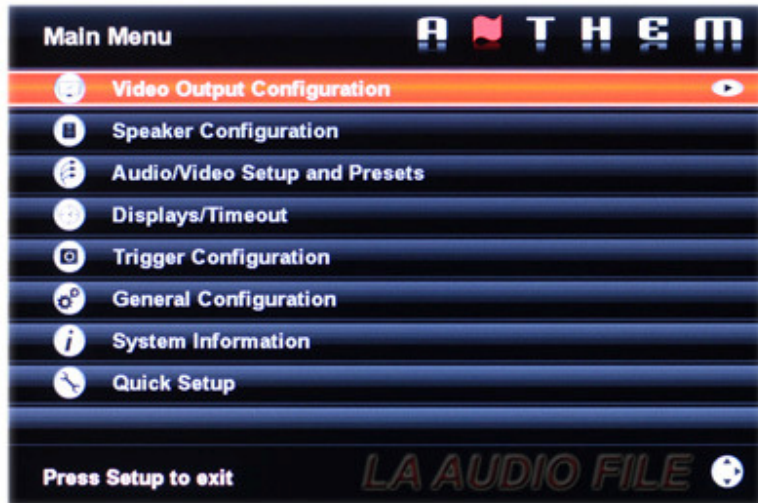 Main Menu
ANTHEM
Video Output Configuration
Speaker Configuration
Audio/Video Setup and Presets
Displays/Timeout
Trigger Configuration
General Configuration
System Information
Quick Setup
Press Setup to exit
LA AUDIO FILE